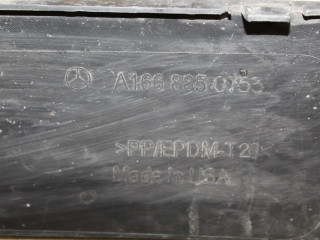 A166 885 0753
>PP/EPDM-T21<
Made in USA